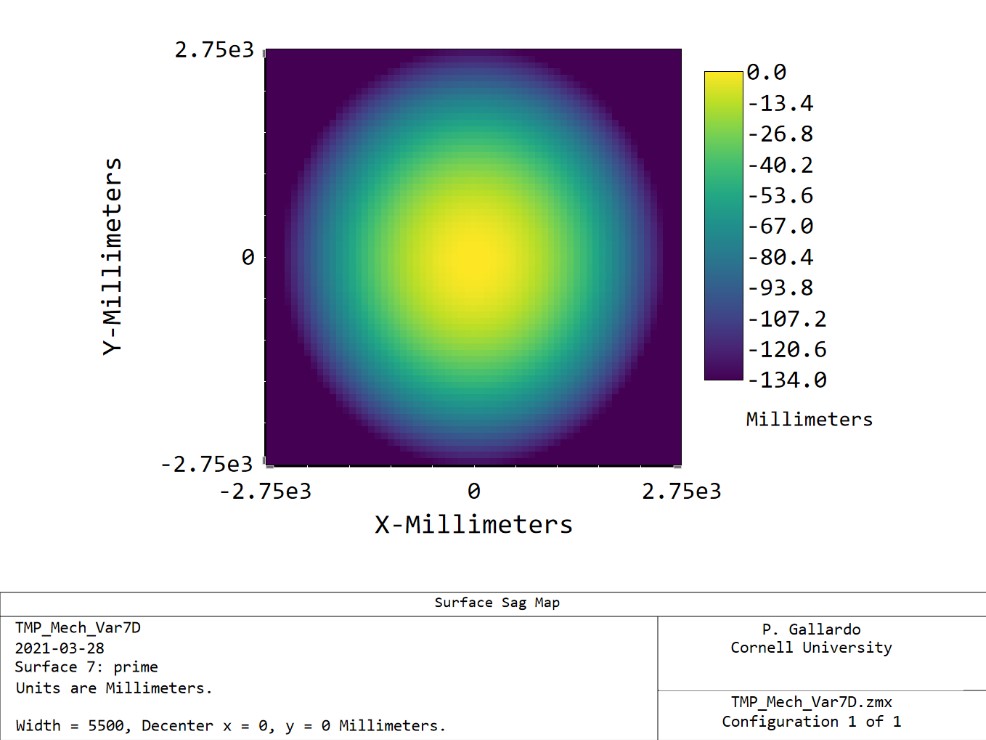 2.75e3
0
-2.75e3
Y-Millimeters
-2.75e3 0 2.75e3
X-Millimeters
0.0
-13.4
-26.8
-40.2
-53.6
-67.0
-80.4
-93.8
-107.2
-120.6
-134.0
Millimeters
Surface Sag Map
TMP_Mech_Var7D
2021-03-28
Surface 7: prime
Units are Millimeters.
Width = 5500, Decenter x = 0, y = 0 Millimeters.
P. Gallardo
Cornell University
TMP_Mech_Var7D.zmx
Configuration 1 of 1